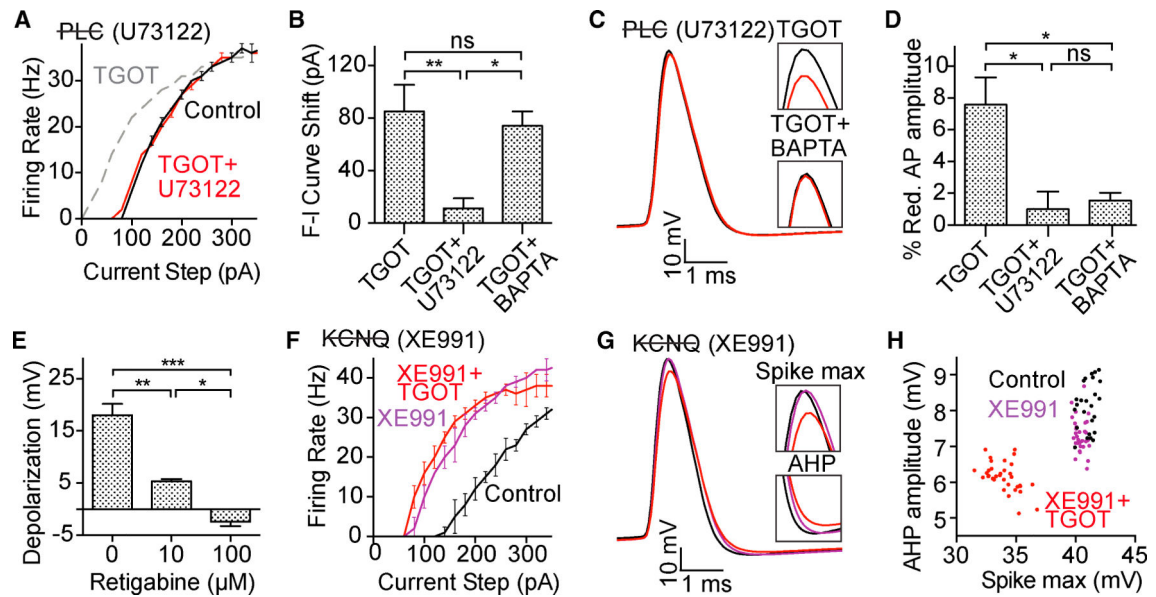 A
PLC (U73122)
TGOT
Control
TGOT+
U73122
Firing Rate (Hz)
30
20
10
0
0 100 200 300
Current Step (pA)
B
ns
** *
F-I Curve Shift (pA)
120
80
40
0
TGOT
TGOT+
U73122
TGOT+
BAPTA
C
PLC (U73122)
TGOT
TGOT+
BAPTA
10 mV
1 ms
D
*
* ns
% Red. AP amplitude
10
8.0
6.0
4.0
2.0
0
TGOT
TGOT+
U73122
TGOT+
BAPTA
E
***
** *
Depolarization (mV)
25
15
5
-5
0 10 100
Retigabine (µM)
F
KCNQ (XE991)
XE991+
TGOT
XE991
Control
Firing Rate (Hz)
40
30
20
10
0
0 100 200 300
Current Step (pA)
G
KCNQ (XE991)
Spike max
AHP
10 mV
1 ms
H
Control
XE991
XE991+
TGOT
AHP amplitude (mV)
9
8
7
6
5
30 35 40 45
Spike max (mV)